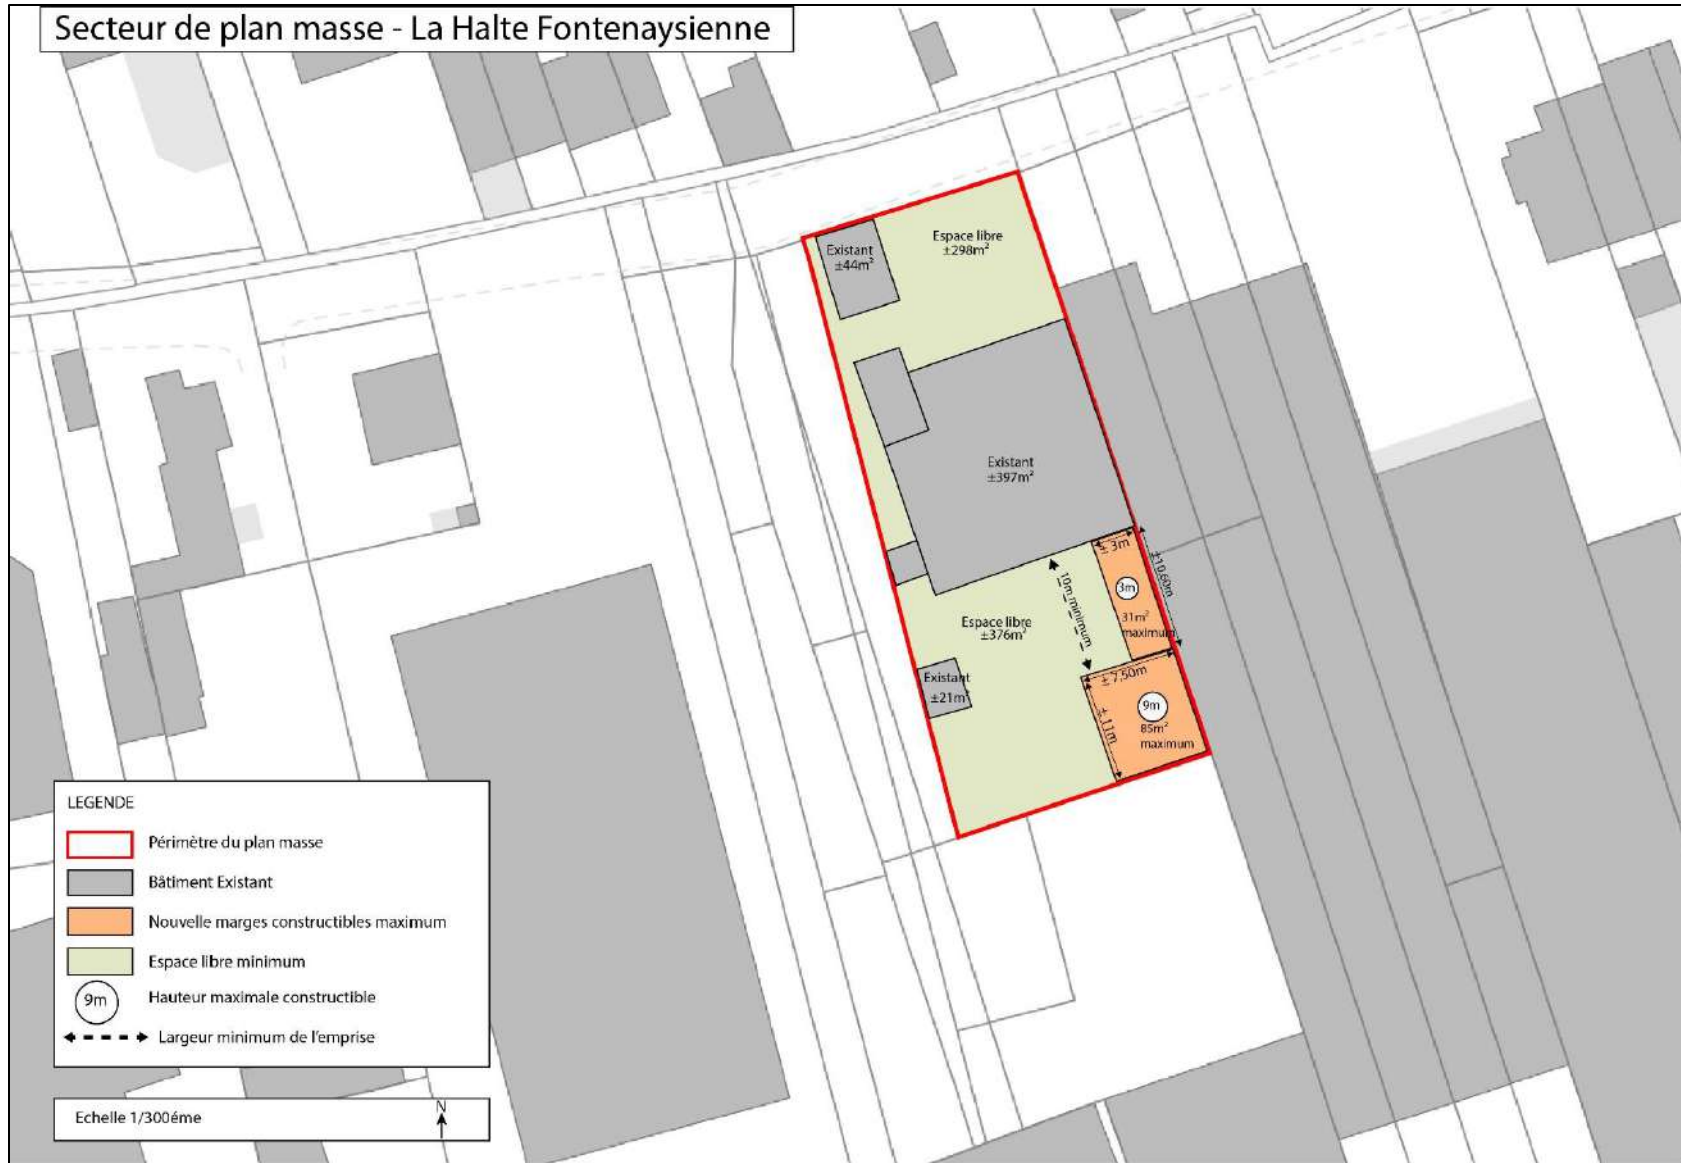 Secteur de plan masse - La Halte Fontenaysienne
Espace libre
±298m²
Existant
±44m²
Existant
±397m²
± 3m
±10,60m
3m
10m minimum
31m²
maximum
Espace libre
±376m²
Existant
±21m²
± 7,50m
± 11m
9m
85m²
maximum
LEGENDE
Périmètre du plan masse
Bâtiment Existant
Nouvelle marges constructibles maximum
Espace libre minimum
9m
Hauteur maximale constructible
Largeur minimum de l'emprise
Echelle 1/300éme
N